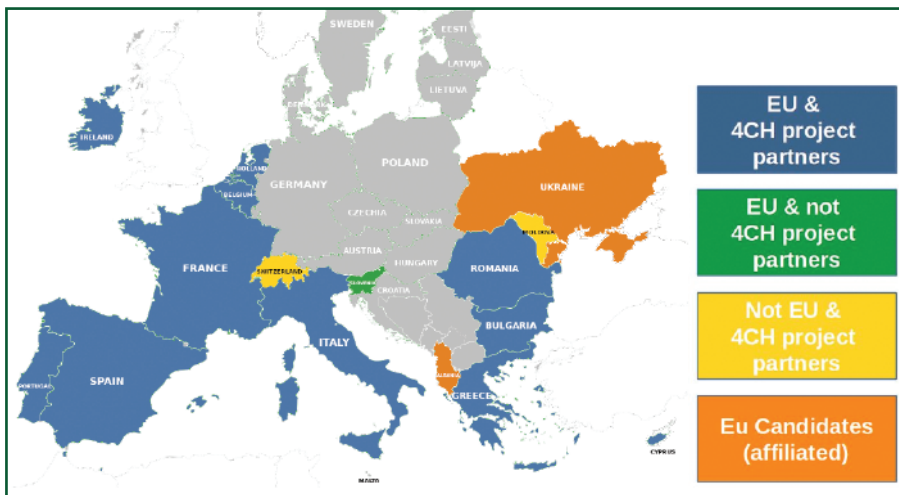 SWEDEN
EESTI
LATVIJA
LIETUVA
IRELAND
HOLLAND
BELGIUM
GERMANY
POLAND
UKRAINE
CZECHIA
SLOVAKIA
MOLDOVA
AUSTRIA
HUNGARY
FRANCE
SWITZERLAND
SLOVENIA
CROATIA
ROMANIA
BULGARIA
ITALY
ALBANIA
PORTUGAL
SPAIN
GREECE
CYPRUS
MALTA
EU &
4CH project
partners
EU & not
4CH project
partners
Not EU &
4CH project
partners
Eu Candidates
(affiliated)